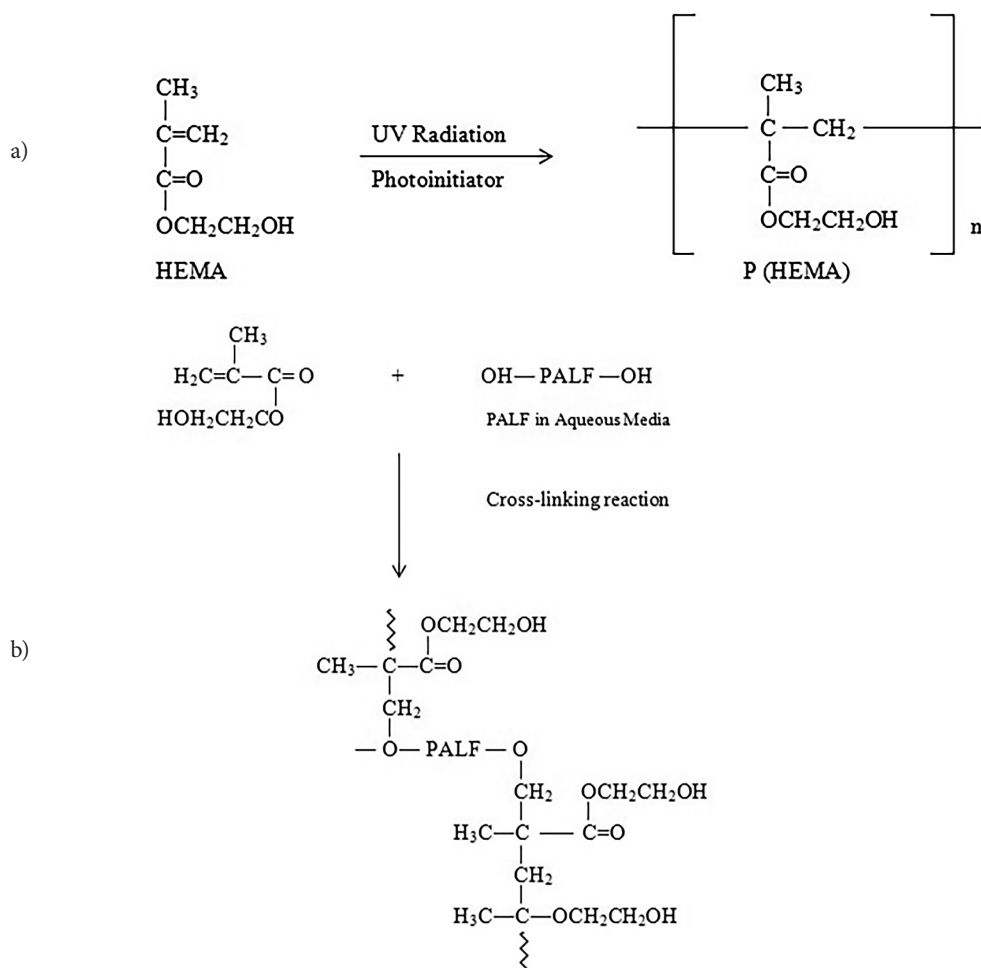 a)
CH₃
C=CH₂
C=O
OCH₂CH₂OH
HEMA
UV Radiation
Photoinitiator
CH₃
C—CH₂
C=O
OCH₂CH₂OH
n
P (HEMA)
CH₃
H₂C=C—C=O
HOH₂CH₂CO
+
OH—PALF—OH
PALF in Aqueous Media
Cross-linking reaction
b)
OCH₂CH₂OH
CH₃—C—C=O
CH₂
—O—PALF—O
CH₂
OCH₂CH₂OH
H₃C—C—C=O
CH₂
H₃C—C—OCH₂CH₂OH